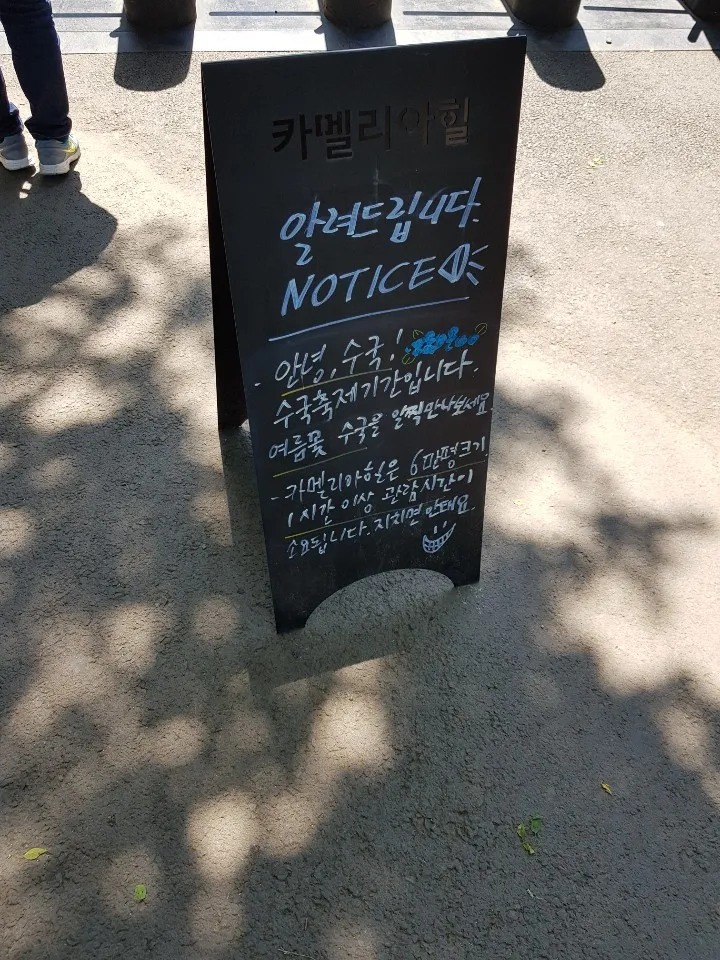 카멜리아힐
알려드립니다.
NOTICE
- 안녕, 수국!
수국축제기간입니다.
여름꽃 수국을 일찍만나보세요.
- 카멜리아힐은 6만평크기
1시간 이상 관람시간이
소요됩니다. 지치면 안돼요.